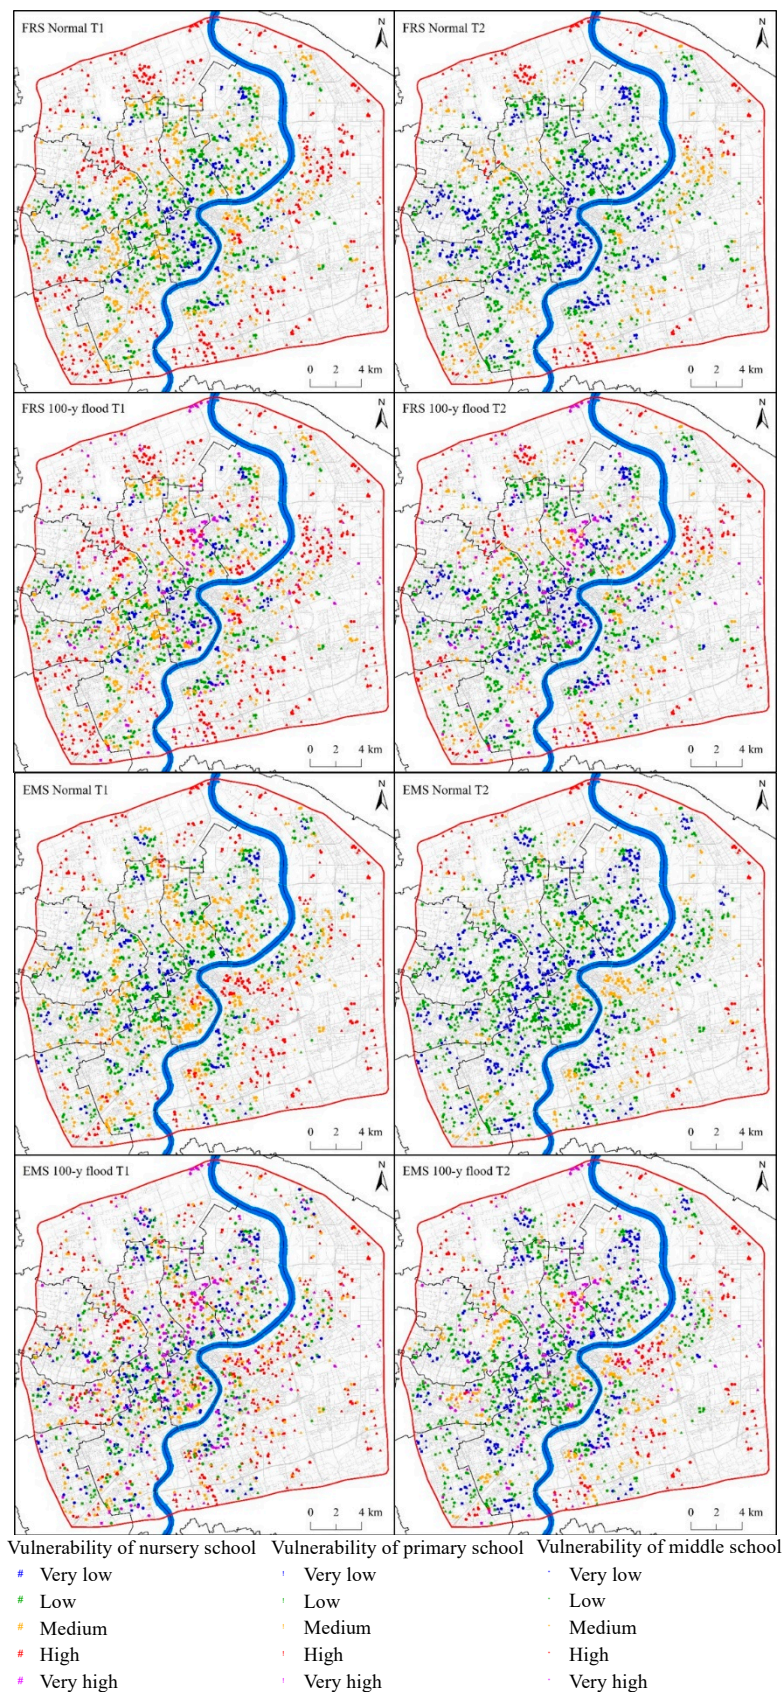 FRS Normal T1
N
0 2 4 km
FRS Normal T2
N
0 2 4 km
FRS 100-y flood T1
N
0 2 4 km
FRS 100-y flood T2
N
0 2 4 km
EMS Normal T1
N
0 2 4 km
EMS Normal T2
N
0 2 4 km
EMS 100-y flood T1
N
0 2 4 km
EMS 100-y flood T2
N
0 2 4 km
Vulnerability of nursery school
# Very low
# Low
# Medium
# High
# Very high
Vulnerability of primary school
Very low
Low
Medium
High
Very high
Vulnerability of middle school
Very low
Low
Medium
High
Very high